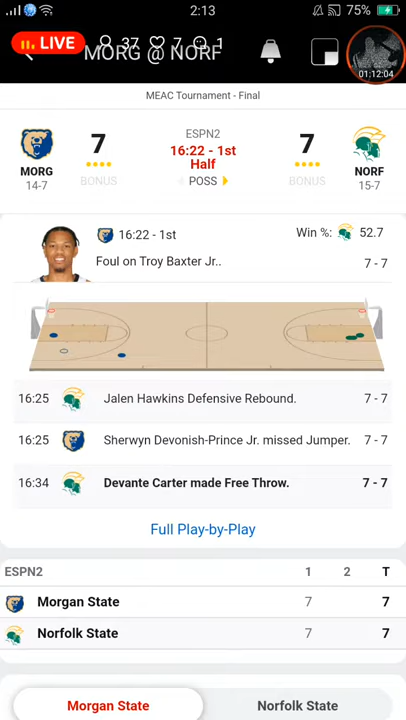 2:13
75%
LIVE 37 7 1
MORG @ NORF
01:12:04
MEAC Tournament - Final
7
ESPN2
7
16:22 - 1st
Half
MORG
NORF
BONUS
POSS
BONUS
14-7
15-7
16:22 - 1st
Win %: 52.7
Foul on Troy Baxter Jr..
7 - 7
16:25 Jalen Hawkins Defensive Rebound. 7 - 7
16:25 Sherwyn Devonish-Prince Jr. missed Jumper. 7 - 7
16:34 Devante Carter made Free Throw. 7 - 7
Full Play-by-Play
ESPN2 1 2 T
Morgan State 7 7
Norfolk State 7 7
Morgan State Norfolk State